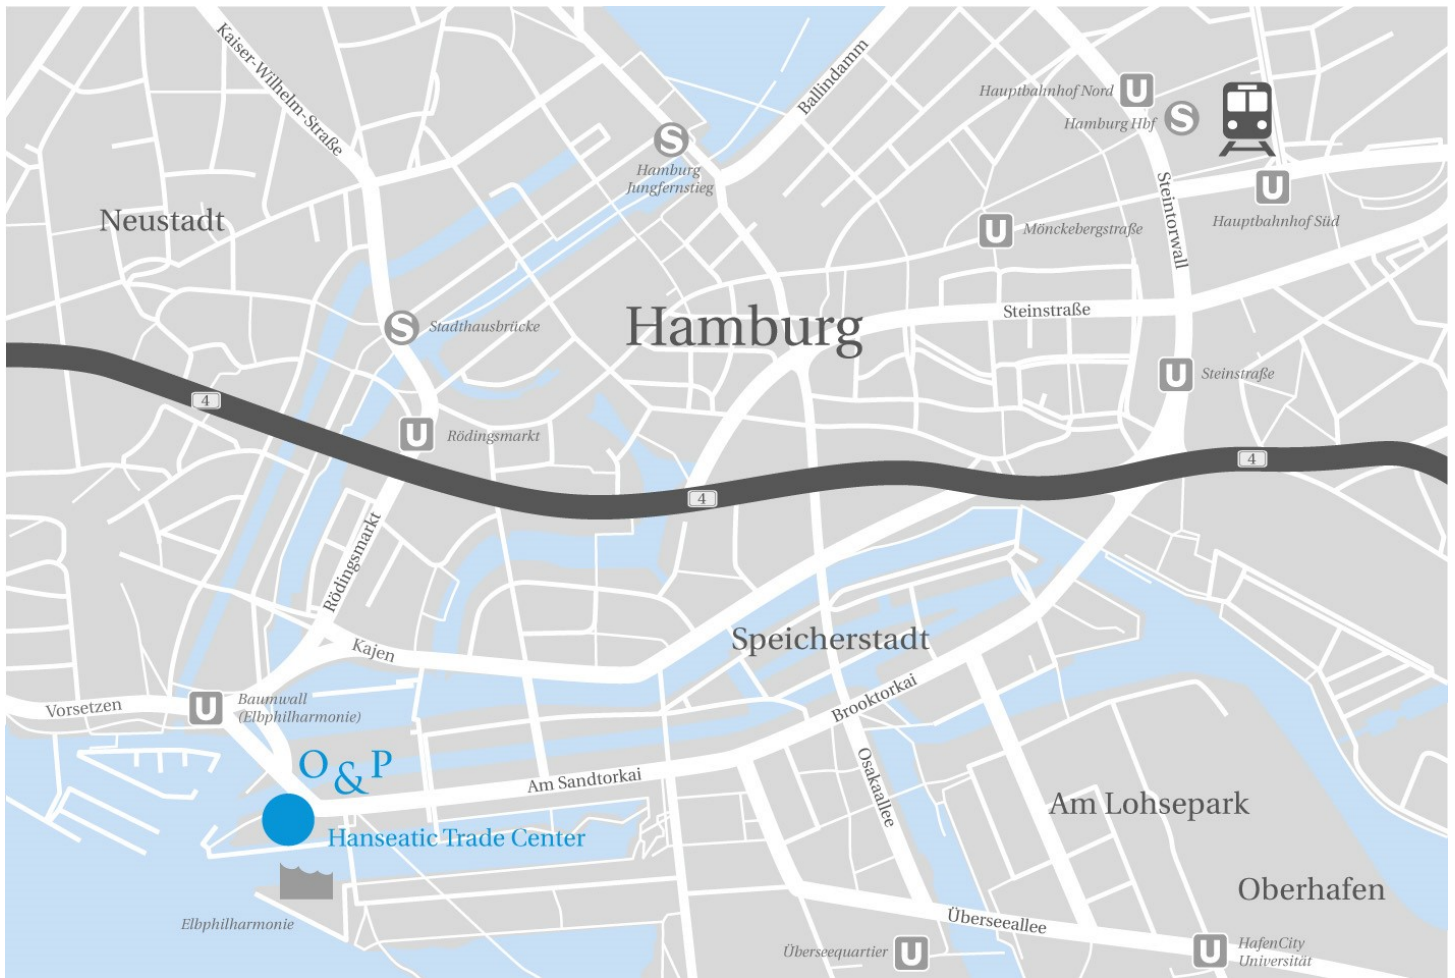 Kaiser-Wilhelm-Straße
Ballindamm
Hauptbahnhof Nord
U
Hamburg Hbf
S
S
Hamburg
Jungfernstieg
Steintorwall
U
Hauptbahnhof Süd
Neustadt
U
Mönckebergstraße
Hamburg
Steinstraße
S
Stadthausbrücke
U
Steinstraße
4
U
Rödingsmarkt
4
4
Rödingsmarkt
Kajen
Speicherstadt
Vorsetzen
U
Baumwall
(Elbphilharmonie)
Brooktorkai
O & P
Am Sandtorkai
Osakaallee
Am Lohsepark
Hanseatic Trade Center
Oberhafen
Elbphilharmonie
Überseeallee
Überseequartier
U
U
HafenCity
Universität